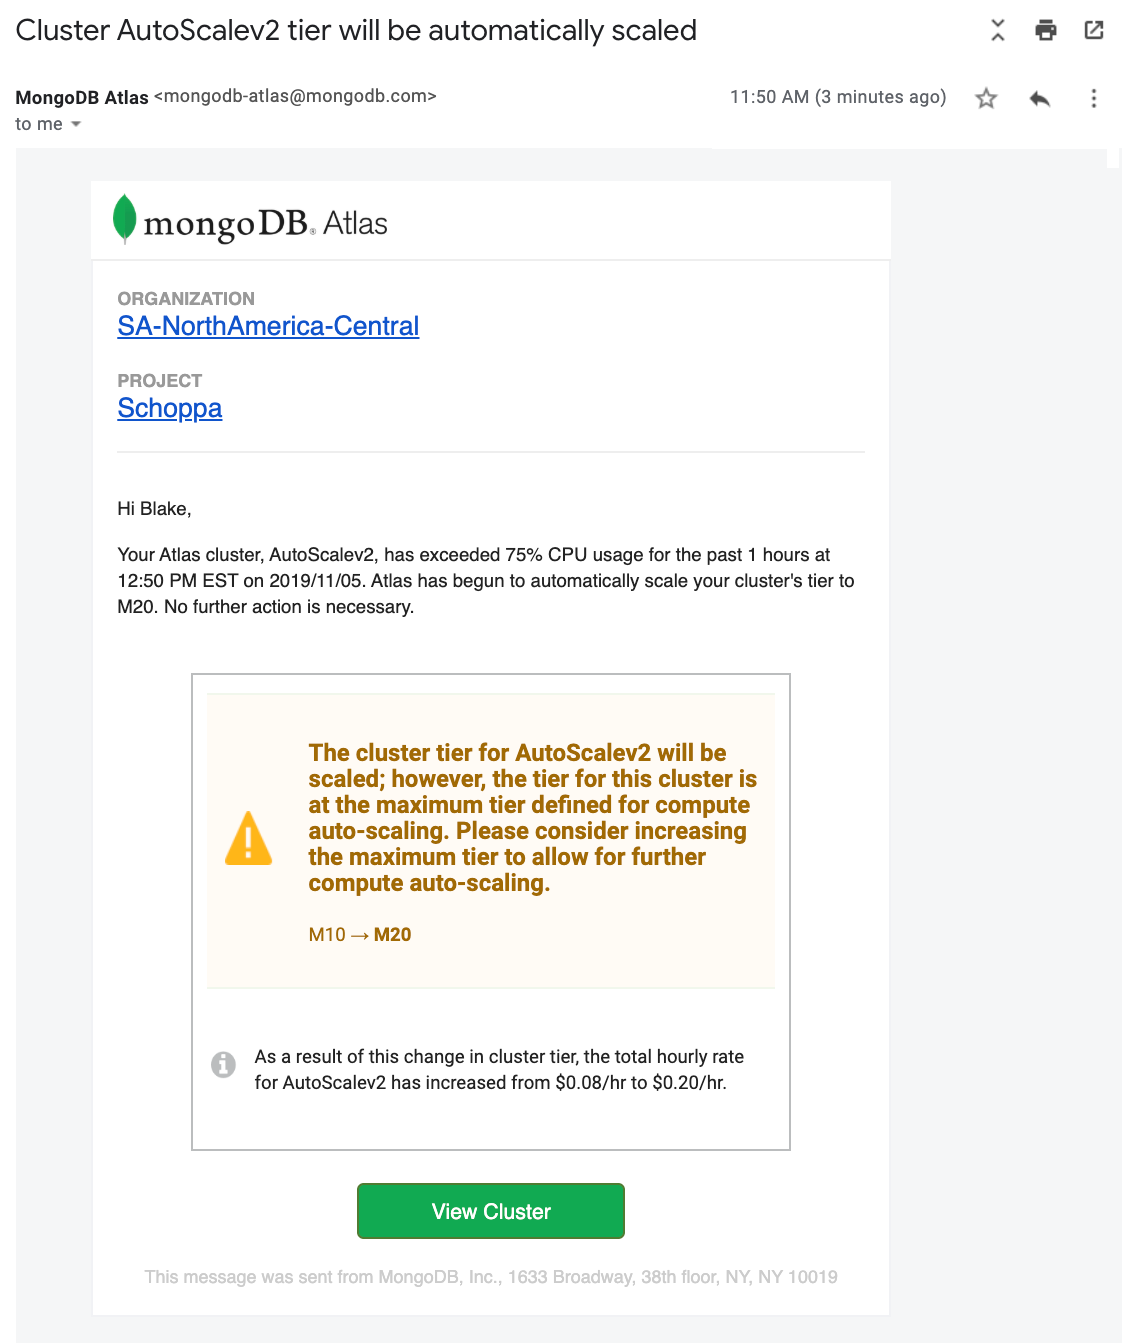 Cluster AutoScalev2 tier will be automatically scaled
MongoDB Atlas <mongodb-atlas@mongodb.com>
11:50 AM (3 minutes ago)
to me
mongoDB® Atlas
ORGANIZATION
SA-NorthAmerica-Central
PROJECT
Schoppa
Hi Blake,
Your Atlas cluster, AutoScalev2, has exceeded 75% CPU usage for the past 1 hours at
12:50 PM EST on 2019/11/05. Atlas has begun to automatically scale your cluster's tier to
M20. No further action is necessary.
The cluster tier for AutoScalev2 will be
scaled; however, the tier for this cluster is
at the maximum tier defined for compute
auto-scaling. Please consider increasing
the maximum tier to allow for further
compute auto-scaling.
M10 → M20
As a result of this change in cluster tier, the total hourly rate
for AutoScalev2 has increased from $0.08/hr to $0.20/hr.
View Cluster
This message was sent from MongoDB, Inc., 1633 Broadway, 38th floor, NY, NY 10019